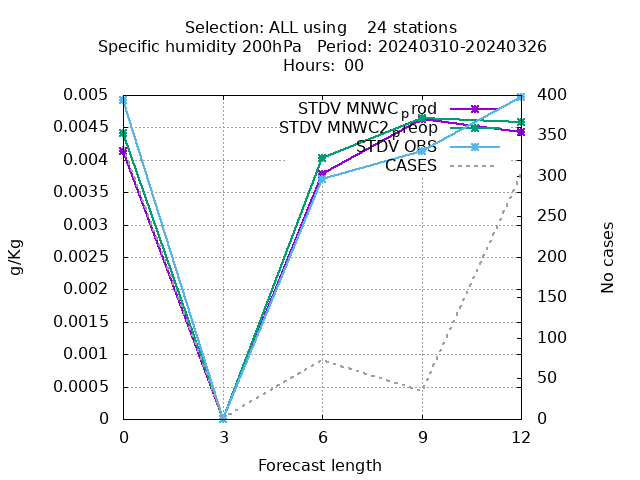 Selection: ALL using    24 stations
Specific humidity 200hPa   Period: 20240310-20240326
Hours: 00
STDV MNWC_prod
STDV MNWC2_preop
STDV OBS
CASES
g/Kg
0.005
0.0045
0.004
0.0035
0.003
0.0025
0.002
0.0015
0.001
0.0005
0
400
350
300
250
200
150
100
50
0
No cases
0 3 6 9 12
Forecast length